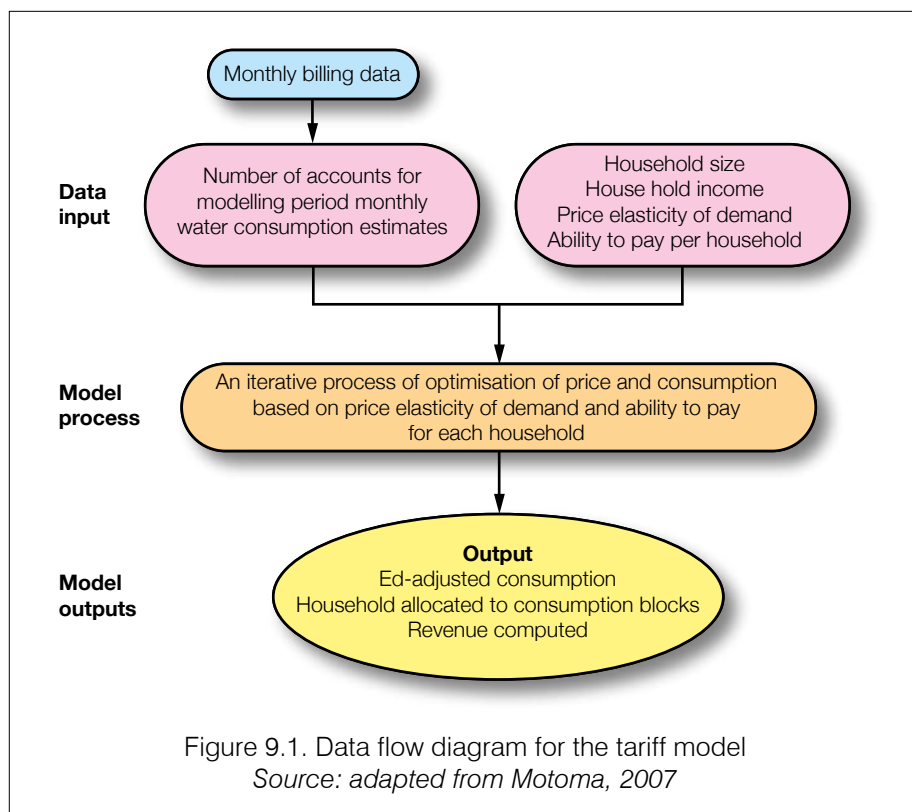 Monthly billing data
Data
input
Number of accounts for
modelling period monthly
water consumption estimates
Household size
House hold income
Price elasticity of demand
Ability to pay per household
Model
process
An iterative process of optimisation of price and consumption
based on price elasticity of demand and ability to pay
for each household
Model
outputs
Output
Ed-adjusted consumption
Household allocated to consumption blocks
Revenue computed
Figure 9.1. Data flow diagram for the tariff model
Source: adapted from Motoma, 2007